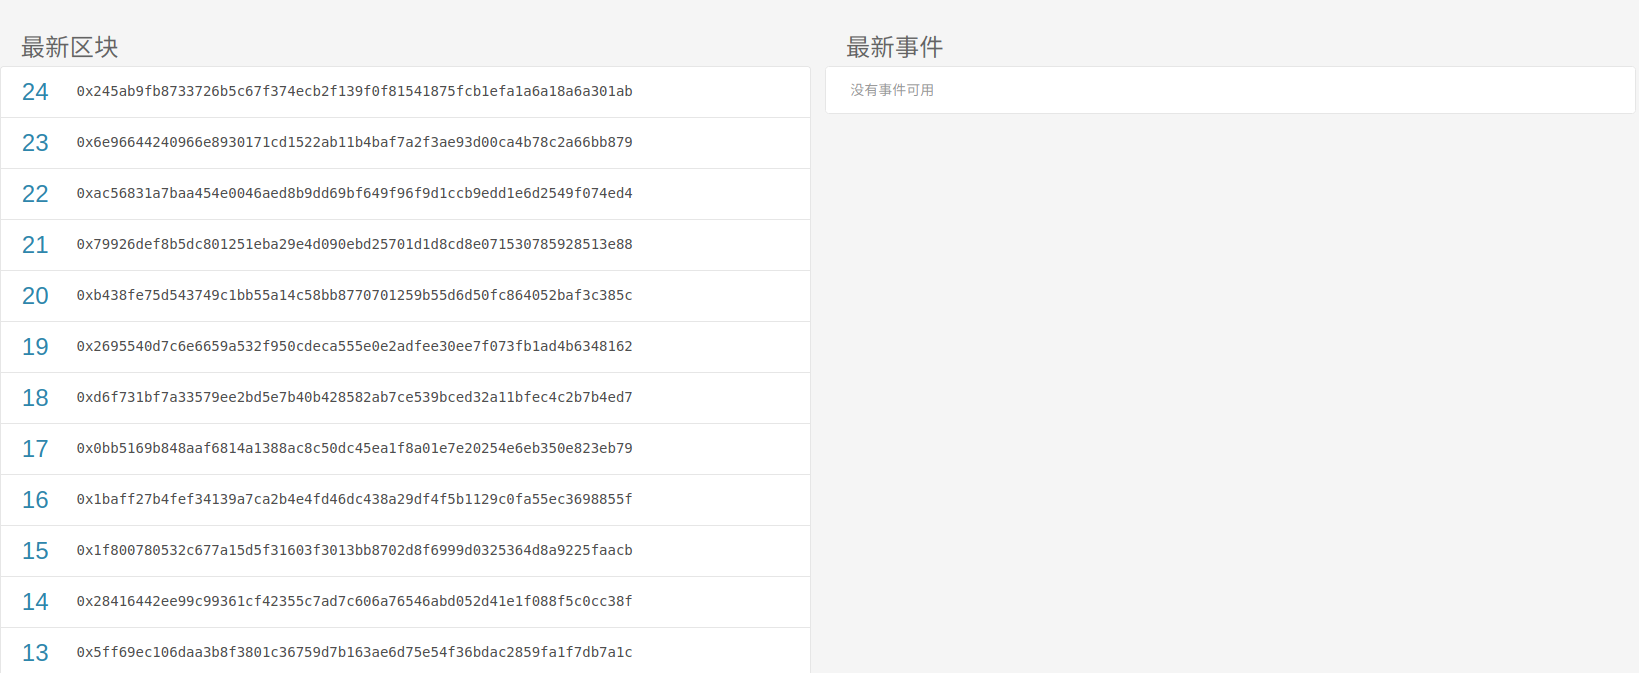 最新区块
24 0x245ab9fb8733726b5c67f374ecb2f139f0f81541875fcb1efa1a6a18a6a301ab
23 0x6e96644240966e8930171cd1522ab11b4baf7a2f3ae93d00ca4b78c2a66bb879
22 0xac56831a7baa454e0046aed8b9dd69bf649f96f9d1ccb9edd1e6d2549f074ed4
21 0x79926def8b5dc801251eba29e4d090ebd25701d1d8cd8e071530785928513e88
20 0xb438fe75d543749c1bb55a14c58bb8770701259b55d6d50fc864052baf3c385c
19 0x2695540d7c6e6659a532f950cdeca555e0e2adfee30ee7f073fb1ad4b6348162
18 0xd6f731bf7a33579ee2bd5e7b40b428582ab7ce539bced32a11bfec4c2b7b4ed7
17 0x0bb5169b848aaf6814a1388ac8c50dc45ea1f8a01e7e20254e6eb350e823eb79
16 0x1baff27b4fef34139a7ca2b4e4fd46dc438a29df4f5b1129c0fa55ec3698855f
15 0x1f800780532c677a15d5f31603f3013bb8702d8f6999d0325364d8a9225faacb
14 0x28416442ee99c99361cf42355c7ad7c606a76546abd052d41e1f088f5c0cc38f
13 0x5ff69ec106daa3b8f3801c36759d7b163ae6d75e54f36bdac2859fa1f7db7a1c
最新事件
没有事件可用